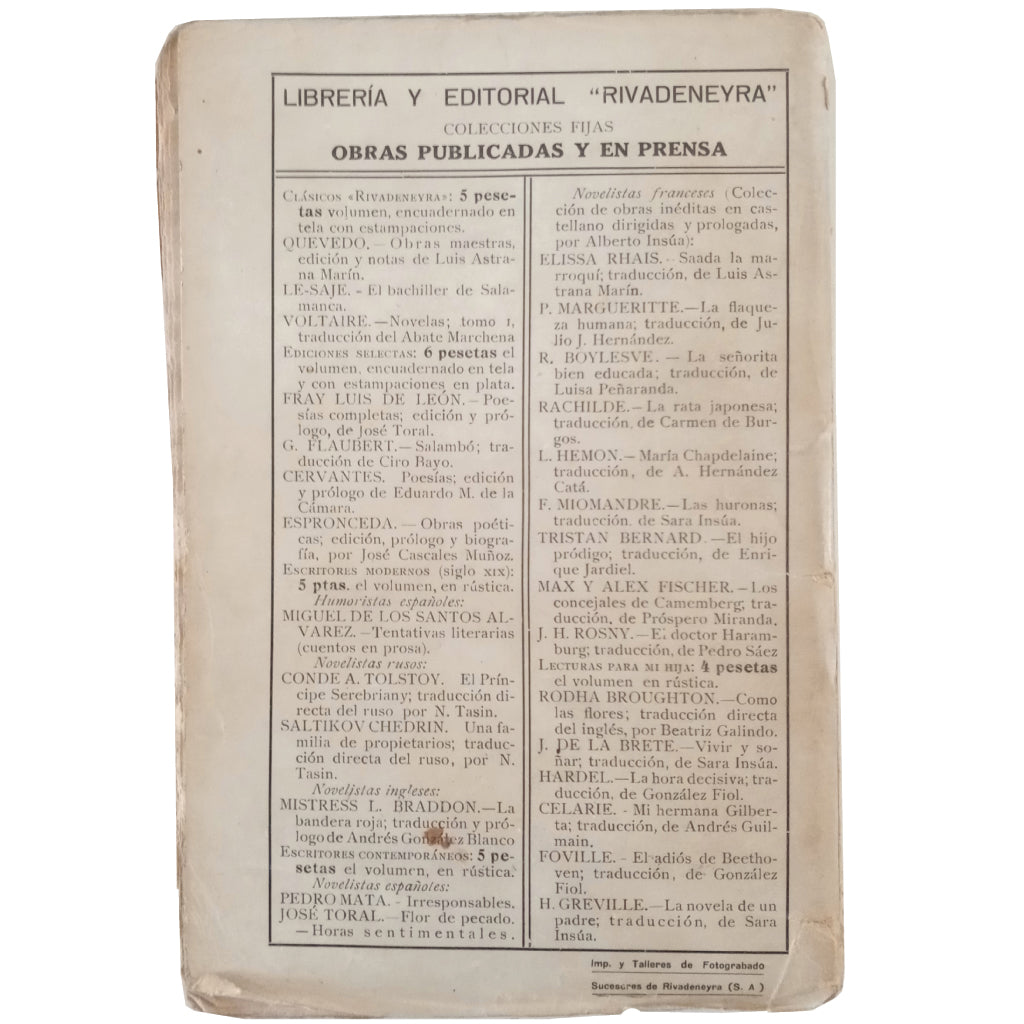 LIBRERÍA Y EDITORIAL "RIVADENEYRA"
COLECCIONES FIJAS
OBRAS PUBLICADAS Y EN PRENSA
CLÁSICOS «RIVADENEYRA»: 5 pese-
tas volumen, encuadernado en
tela con estampaciones.
QUEVEDO.—Obras maestras,
edición y notas de Luis Astra-
na Marín.
LE-SAJE. - El bachiller de Sala-
manca.
VOLTAIRE.—Novelas; tomo I,
traducción del Abate Marchena
EDICIONES SELECTAS: 6 pesetas el
volumen, encuadernado en tela
y con estampaciones en plata.
FRAY LUIS DE LEÓN.—Poe-
sías completas; edición y pró-
logo, de José Toral.
G. FLAUBERT.—Salambó; tra-
ducción de Ciro Bayo.
CERVANTES. Poesías; edición
y prólogo de Eduardo M. de la
Cámara.
ESPRONCEDA.—Obras poéti-
cas; edición, prólogo y biogra-
fía, por José Cascales Muñoz.
ESCRITORES MODERNOS (siglo XIX):
5 ptas. el volumen, en rústica.
Humoristas españoles:
MIGUEL DE LOS SANTOS AL-
VAREZ.—Tentativas literarias
(cuentos en prosa).
Novelistas rusos:
CONDE A. TOLSTOY. El Prín-
cipe Serebriany; traducción di-
recta del ruso por N. Tasin.
SALTIKOV CHEDRIN. Una fa-
milia de propietarios; traduc-
ción directa del ruso, por N.
Tasin.
Novelistas ingleses:
MISTRESS L. BRADDON.—La
bandera roja; traducción y pró-
logo de Andrés González Blanco
ESCRITORES CONTEMPORÁNEOS: 5 pe-
setas el volumen, en rústica.
Novelistas españoles:
PEDRO MATA. - Irresponsables.
JOSÉ TORAL.—Flor de pecado.
—Horas sentimentales.
Novelistas franceses (Colec-
ción de obras inéditas en cas-
tellano dirigidas y prologadas,
por Alberto Insúa):
ELISSA RHAIS. - Saada la ma-
rroquí; traducción, de Luis As-
trana Marín.
P. MARGUERITTE.—La flaque-
za humana; traducción, de Ju-
lio J. Hernández.
R. BOYLESVE.—La señorita
bien educada; traducción, de
Luisa Peñaranda.
RACHILDE.—La rata japonesa;
traducción, de Carmen de Bur-
gos.
L. HEMON.—María Chapdelaine;
traducción, de A. Hernández
Catá.
F. MIOMANDRE.—Las huronas;
traducción, de Sara Insúa.
TRISTAN BERNARD.—El hijo
pródigo; traducción, de Enri-
que Jardiel.
MAX Y ALEX FISCHER.—Los
concejales de Camemberg; tra-
ducción, de Próspero Miranda.
J. H. ROSNY.—El doctor Haram-
burg; traducción, de Pedro Sáez
LECTURAS PARA MI HIJA: 4 pesetas
el volumen en rústica.
RODHA BROUGHTON.—Como
las flores; traducción directa
del inglés, por Beatriz Galindo.
J. DE LA BRETE.—Vivir y so-
ñar; traducción, de Sara Insúa.
HARDEL.—La hora decisiva; tra-
ducción, de González Fiol.
CELARIE. - Mi hermana Gilber-
ta; traducción, de Andrés Guil-
main.
FOVILLE. - El adiós de Beetho-
ven; traducción, de González
Fiol.
H. GREVILLE.—La novela de un
padre; traducción, de Sara
Insúa.
Imp. y Talleres de Fotograbado
Sucesores de Rivadeneyra (S. A.)